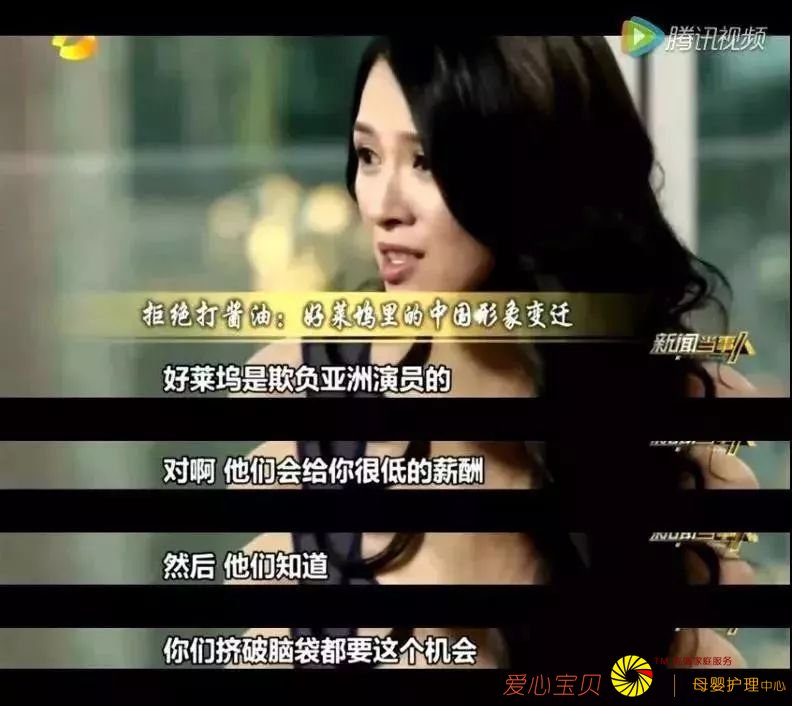 腾讯视频
拒绝打酱油：好莱坞里的中国形象变迁
新闻当事人
好莱坞是欺负亚洲演员的
对啊 他们会给你很低的薪酬
然后 他们知道
你们挤破脑袋都要这个机会
爱心宝贝
母婴护理中心